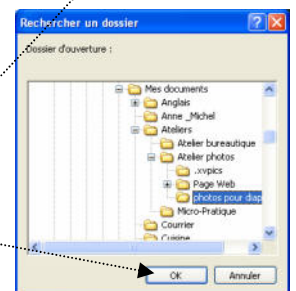 Rechercher un dossier
Dossier d'ouverture :
Mes documents
Anglais
Anne _Michel
Ateliers
Atelier bureautique
Atelier photos
.xvpics
Page Web
photos pour diap
Micro-Pratique
Courrier
Cuisine
OK
Annuler